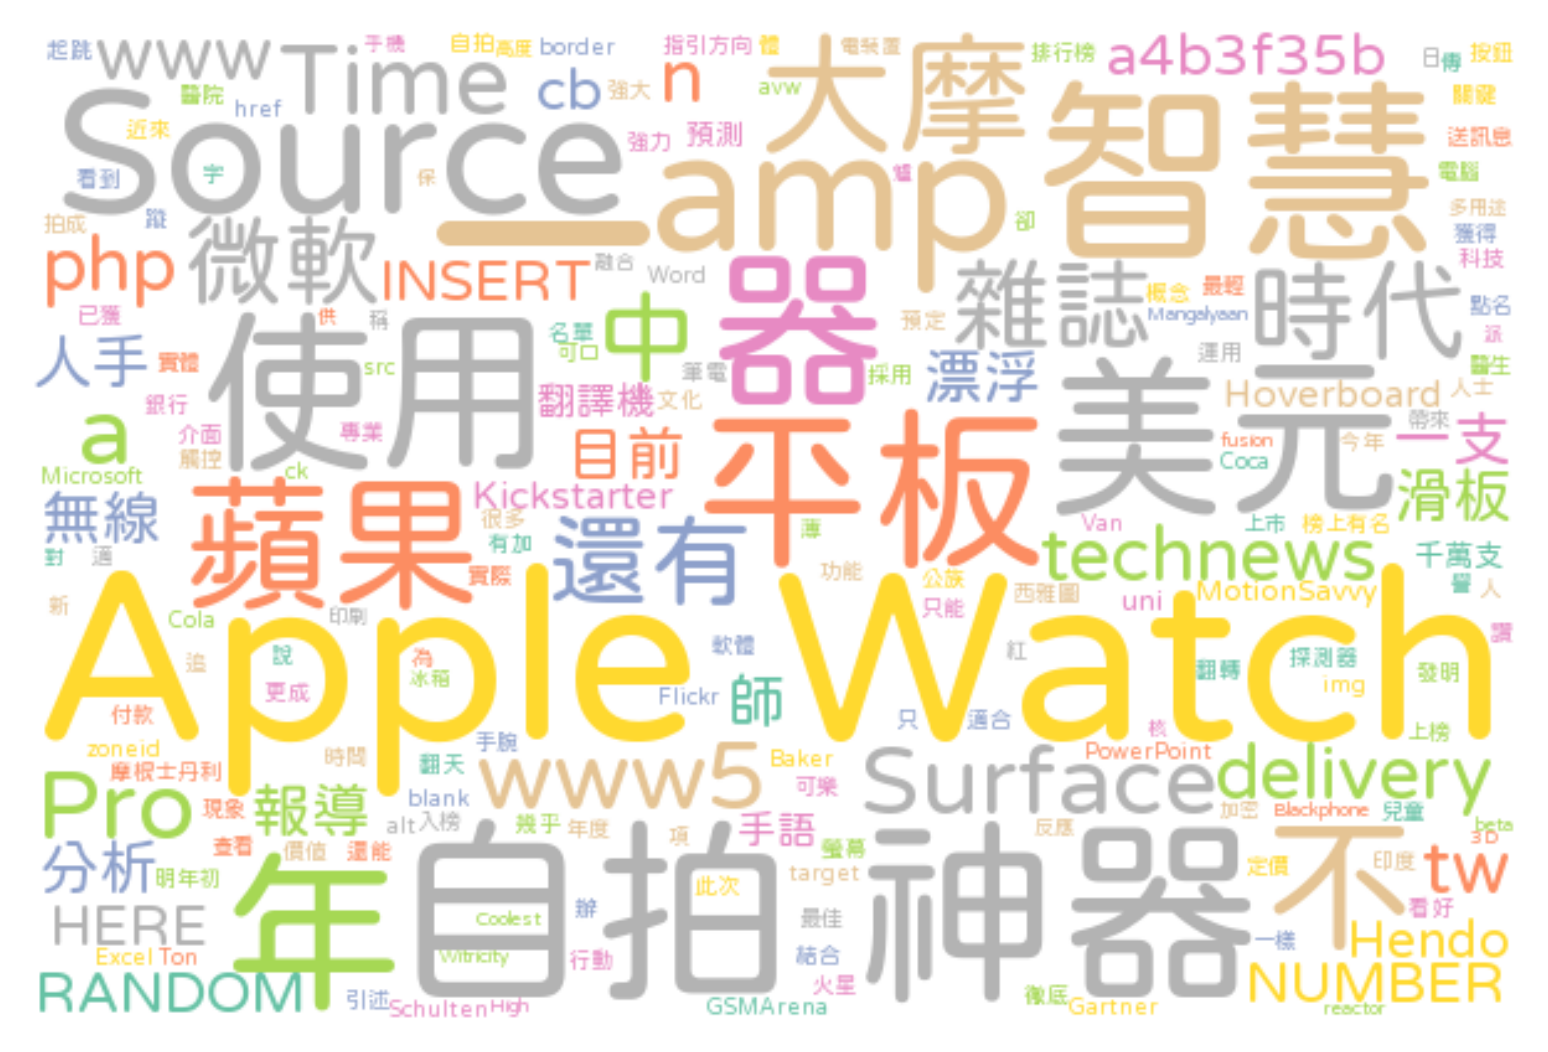 起跳 www Time 手機 自拍 高度 border 指引方向 體 電裝置 排行榜 a4b3f35b 日 傳 按鈕
醫院 href cb 強大 n avw 大摩 智慧 關鍵
Source 近來 強力 預測 送訊息
看到 字 保 amp 電腦
拍成 蹤 卻 多用途 獲得
php 微軟 INSERT 融合 Word 器 雜誌 概念 最輕 時代 科技
已獲 供 稱 名單 可口 中 預定 Mangalyaan 點名 派
人手 實體 使用 src 筆電 採用 漂浮 運用 醫生
銀行 翻譯機 文化 美元 Hoverboard 人士
a 介面 專業 目前 平板 fusion 今年 帶來 一支
Microsoft 觸控 ck Coca
無線 蘋果 Kickstarter 滑板
很多 還有 薄 Van 上市 榜上有名
對 適 有加 technews 千萬支
實際 功能 公族 西雅圖 MotionSavvy 譽 人
新 Cola 印刷 只能 uni 讚
Apple Watch
追 說 為 軟體 紅 翻轉 探測器 發明
更成 冰箱 Flickr 師 img
付款 只 適合 核 上榜
zoneid 時間 手腕 Baker PowerPoint
摩根士丹利 翻天 www5 Surface delivery
Pro 現象 報導 blank 可樂 加密 Blackphone 兒童
alt 入榜 幾乎 年度 項 手語 反應 beta
查看 價值 還能 螢幕 3D
分析 明年初 年 自拍 神器 不 定價 印度 tw
此次 target
HERE Coolest 辦 最佳 看好
Excel Ton Witricity 行動 結合 一樣 Hendo
RANDOM 引述 火星 NUMBER
Schulten High GSMArena 徹底 Gartner reactor